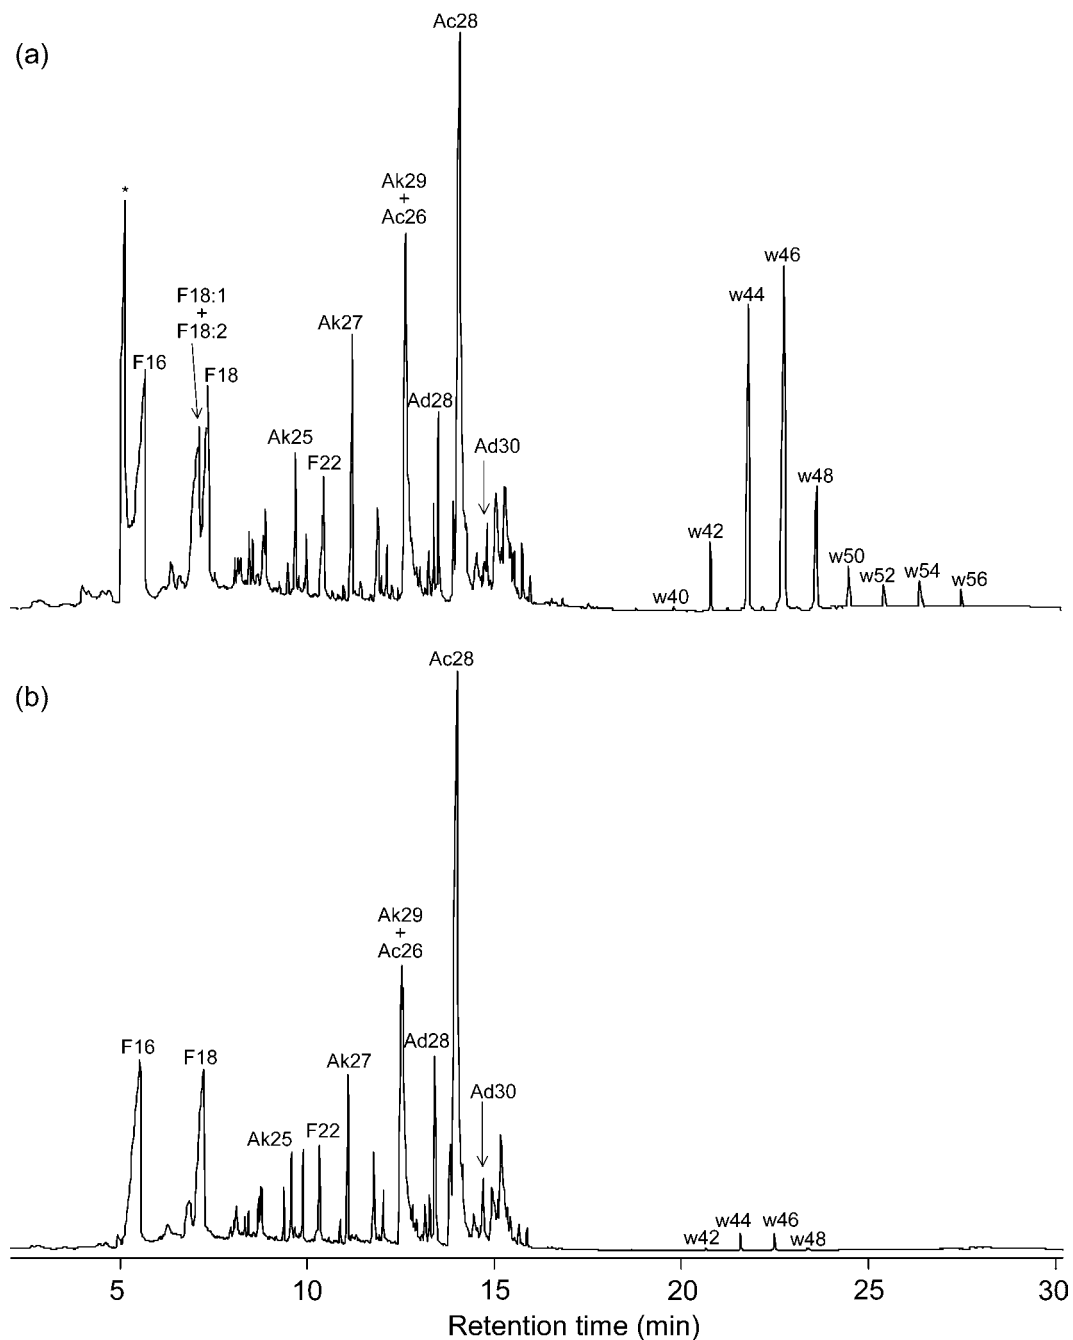 (a)
Ac28
*
Ak29
+
Ac26
F18:1
+
F18:2
F16
F18
Ak27
Ak25
F22
Ad28
Ad30
w40
w42
w44
w46
w48
w50
w52
w54
w56
(b)
Ac28
Ak29
+
Ac26
F16
F18
Ak25
F22
Ak27
Ad28
Ad30
w42
w44
w46
w48
5 10 15 20 25 30
Retention time (min)